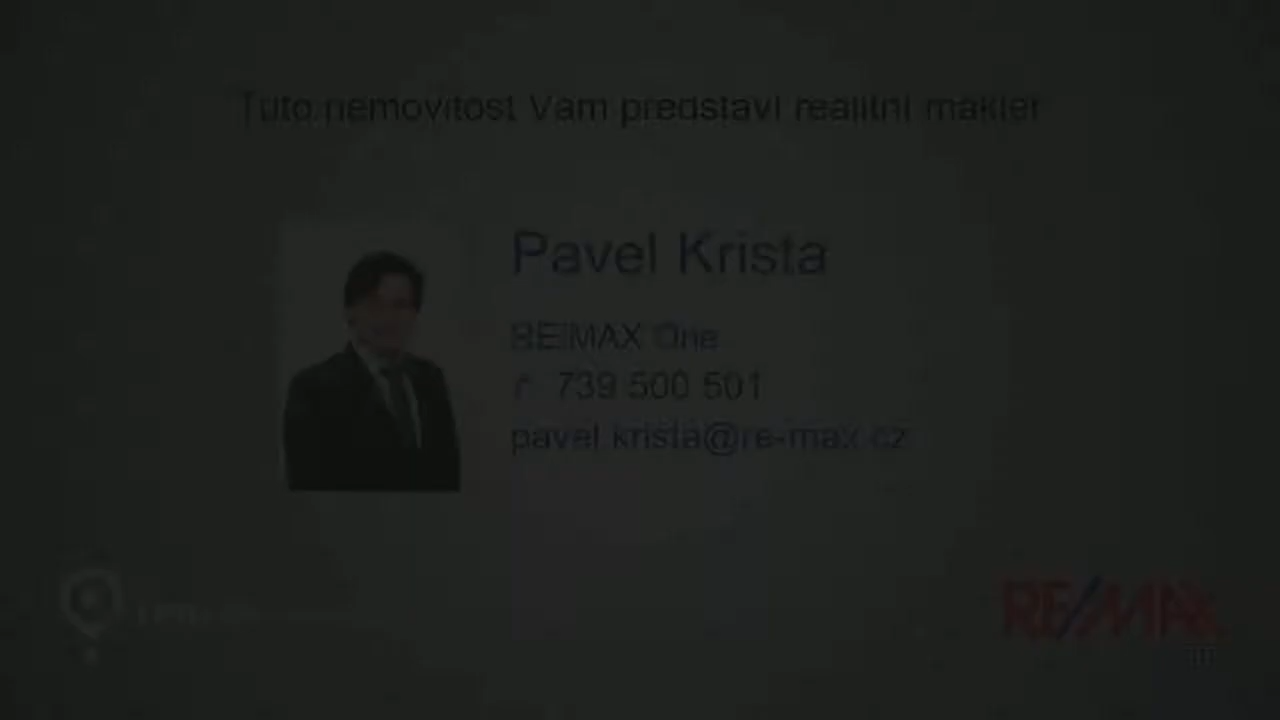 Tuto nemovitost Vám představí realitní makléř
Pavel Krista
RE/MAX One
739 500 501
pavel.krista@re-max.cz
RE/MAX